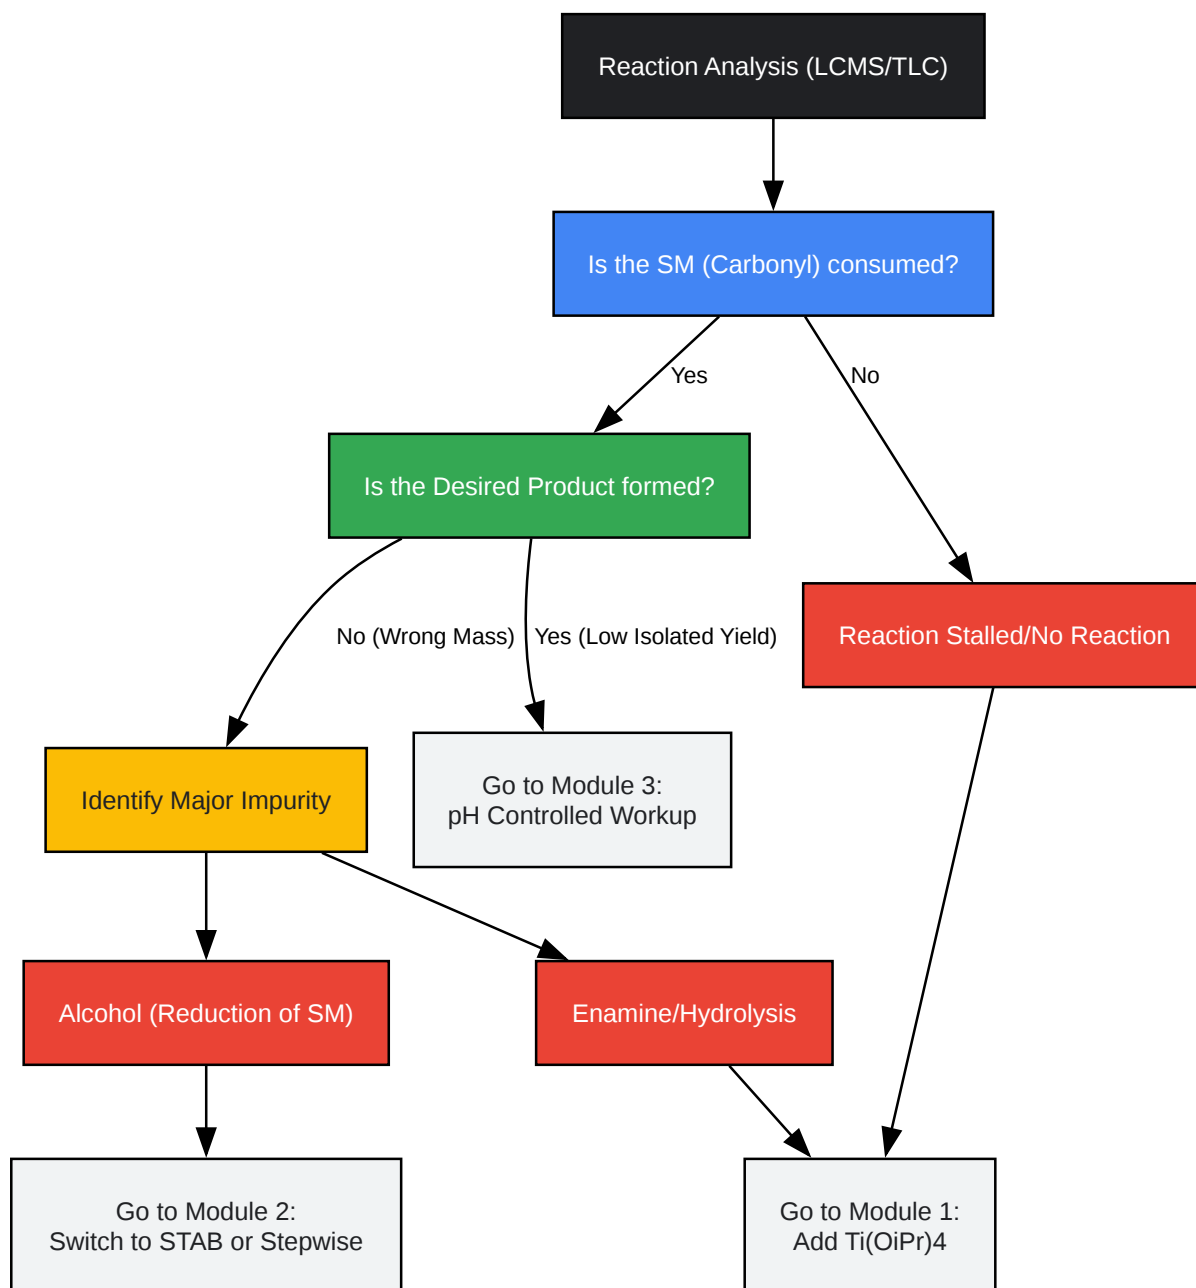 Reaction Analysis (LCMS/TLC)
Is the SM (Carbonyl) consumed?
Yes
No
Is the Desired Product formed?
No (Wrong Mass)
Yes (Low Isolated Yield)
Reaction Stalled/No Reaction
Identify Major Impurity
Go to Module 3:
pH Controlled Workup
Alcohol (Reduction of SM)
Enamine/Hydrolysis
Go to Module 2:
Switch to STAB or Stepwise
Go to Module 1:
Add Ti(OiPr)4